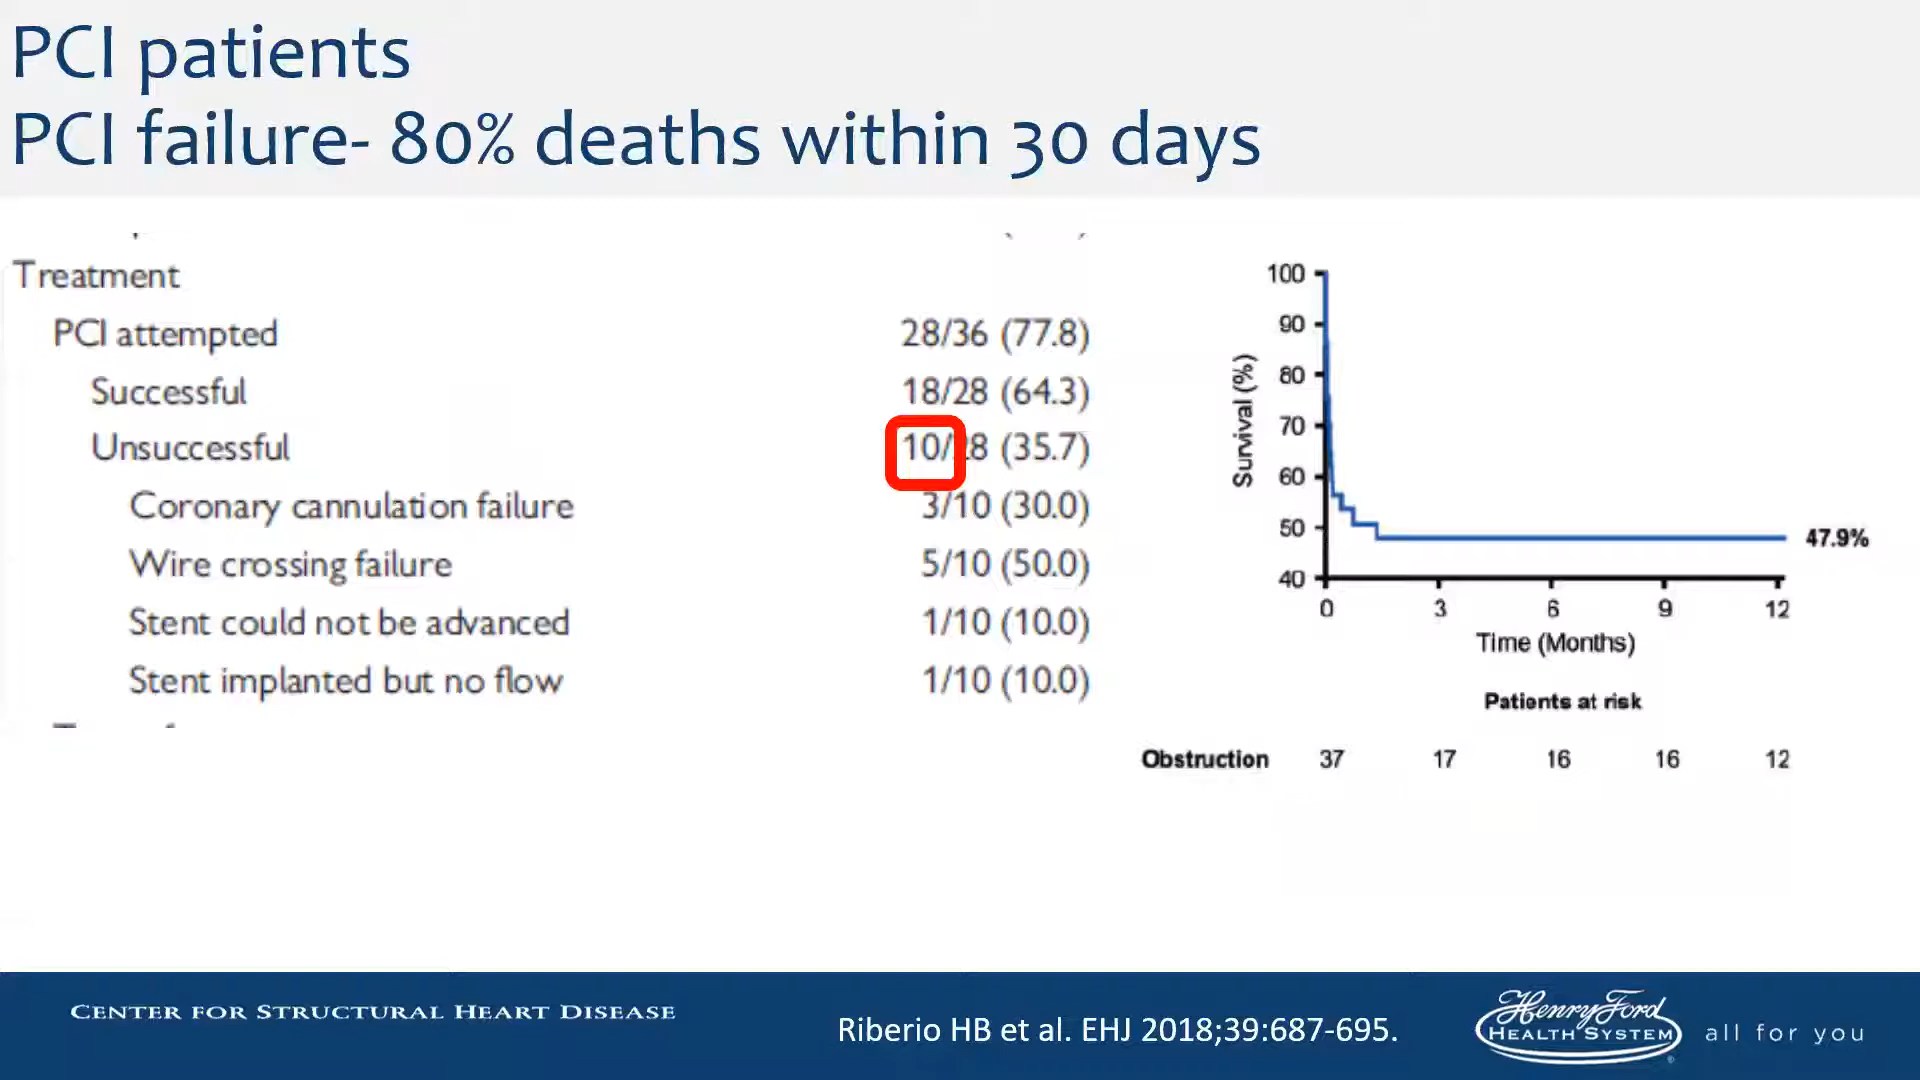 PCI patients
PCI failure- 80% deaths within 30 days
Treatment
PCI attempted 28/36 (77.8)
Successful 18/28 (64.3)
Unsuccessful 10/28 (35.7)
Coronary cannulation failure 3/10 (30.0)
Wire crossing failure 5/10 (50.0)
Stent could not be advanced 1/10 (10.0)
Stent implanted but no flow 1/10 (10.0)
Survival (%)
100
90
80
70
60
50
40
47.9%
0 3 6 9 12
Time (Months)
Patients at risk
Obstruction 37 17 16 16 12
CENTER FOR STRUCTURAL HEART DISEASE
Riberio HB et al. EHJ 2018;39:687-695.
Henry Ford
HEALTH SYSTEM
all for you